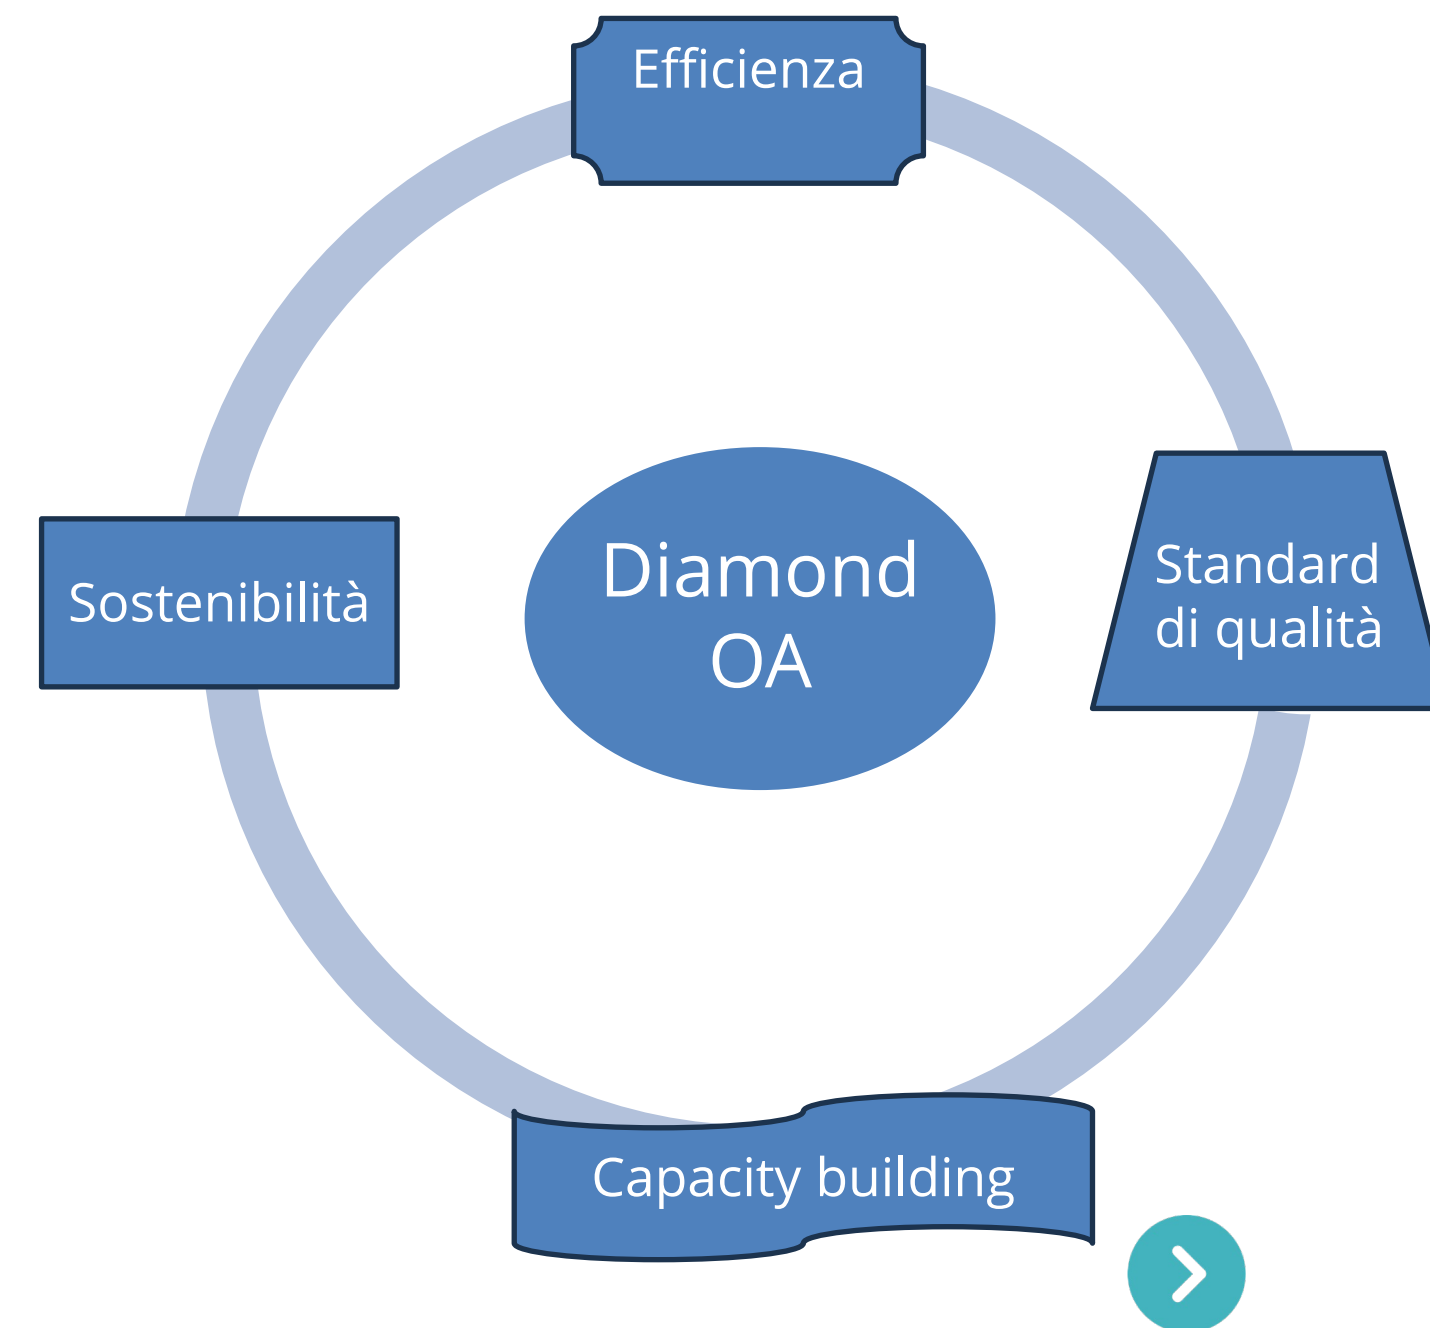 Efficienza
Diamond
OA
Standard
di qualità
Sostenibilità
Capacity building